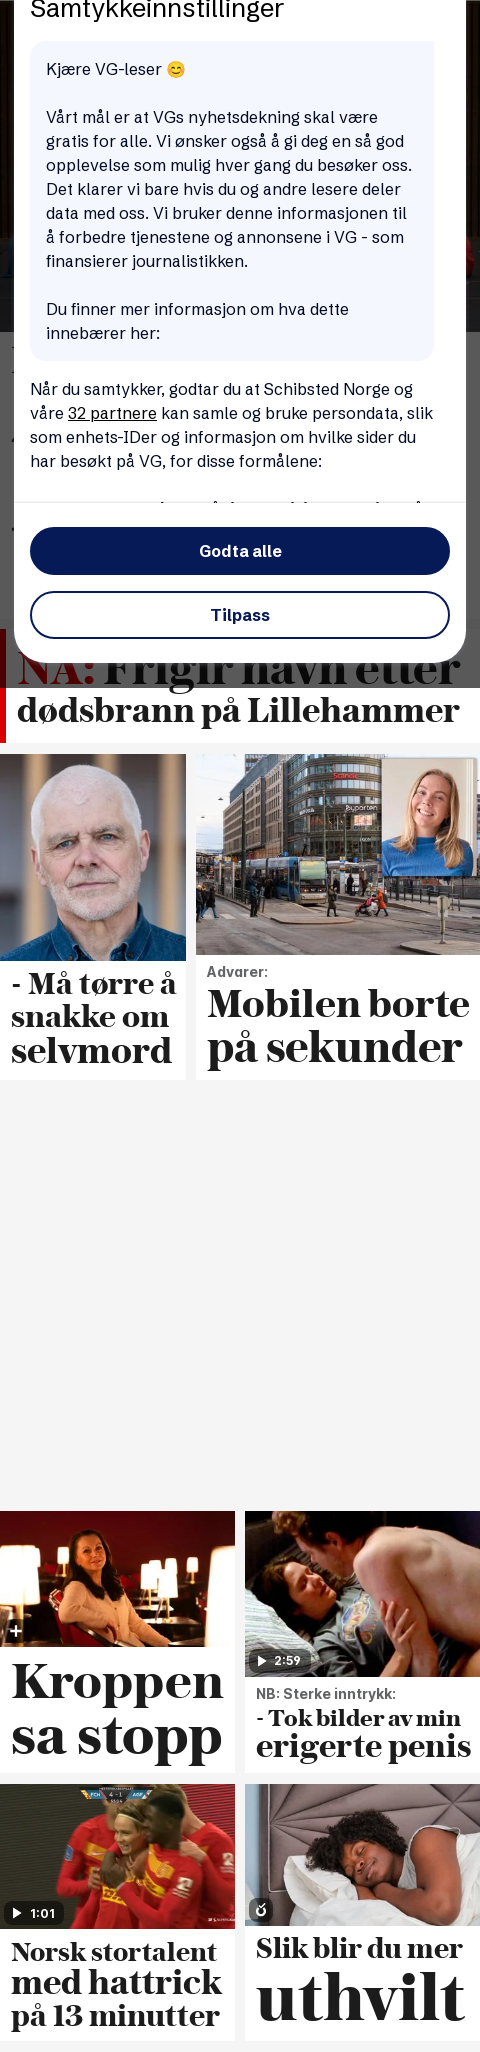 Samtykkeinnstillinger
Kjære VG-leser 😊
Vårt mål er at VGs nyhetsdekning skal være
gratis for alle. Vi ønsker også å gi deg en så god
opplevelse som mulig hver gang du besøker oss.
Det klarer vi bare hvis du og andre lesere deler
data med oss. Vi bruker denne informasjonen til
å forbedre tjenestene og annonsene i VG - som
finansierer journalistikken.
Du finner mer informasjon om hva dette
innebærer her:
Når du samtykker, godtar du at Schibsted Norge og
våre 32 partnere kan samle og bruke persondata, slik
som enhets-IDer og informasjon om hvilke sider du
har besøkt på VG, for disse formålene:
Godta alle
Tilpass
NÅ: Frigir navn etter
dødsbrann på Lillehammer
Scandic
Byporten
- Må tørre å
snakke om
selvmord
Advarer:
Mobilen borte
på sekunder
Kroppen
sa stopp
2:59
NB: Sterke inntrykk:
- Tok bilder av min
erigerte penis
FCN 4-1 AGF
1:01
Norsk stortalent
med hattrick
på 13 minutter
Slik blir du mer
uthvilt